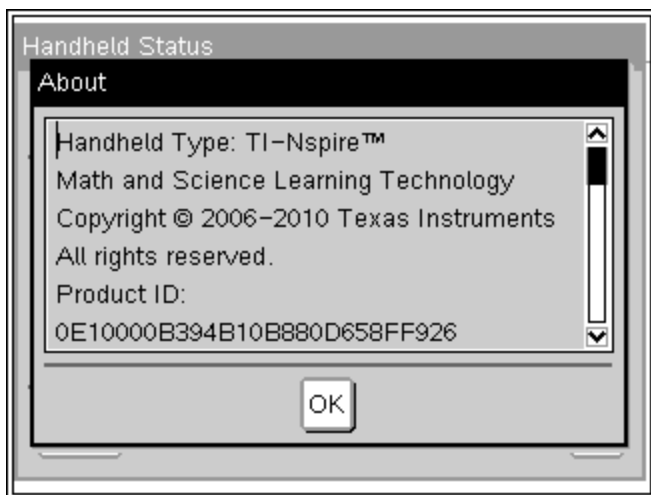 Handheld Status
About
Handheld Type: TI-Nspire™
Math and Science Learning Technology
Copyright © 2006-2010 Texas Instruments
All rights reserved.
Product ID:
0E10000B394B10B880D658FF926
OK